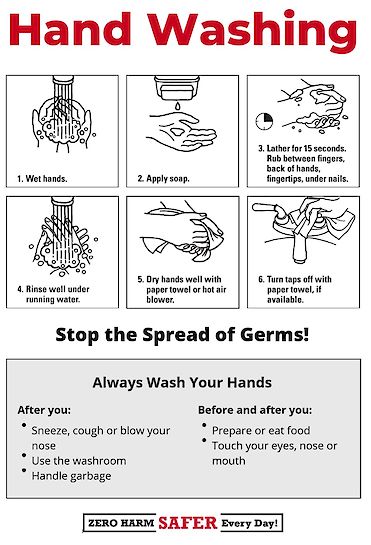 Hand Washing
1. Wet hands.
2. Apply soap.
3. Lather for 15 seconds.
Rub between fingers,
back of hands,
fingertips, under nails.
4. Rinse well under
running water.
5. Dry hands well with
paper towel or hot air
blower.
6. Turn taps off with
paper towel, if
available.
Stop the Spread of Germs!
Always Wash Your Hands
After you:
• Sneeze, cough or blow your
nose
• Use the washroom
• Handle garbage
Before and after you:
• Prepare or eat food
• Touch your eyes, nose or
mouth
ZERO HARM SAFER Every Day!